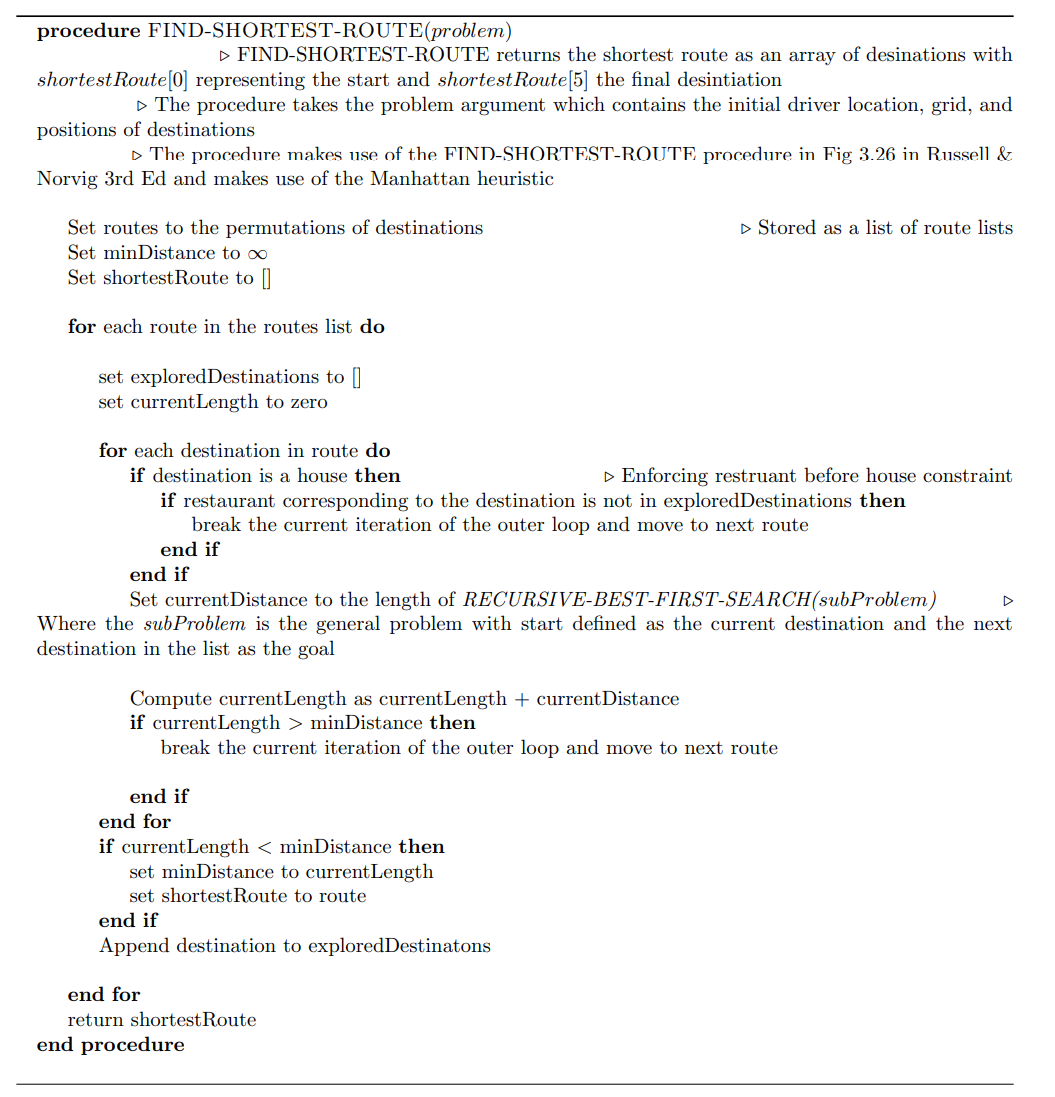 procedure FIND-SHORTEST-ROUTE(problem)
▷ FIND-SHORTEST-ROUTE returns the shortest route as an array of desinations with
shortestRoute[0] representing the start and shortestRoute[5] the final desintiation
▷ The procedure takes the problem argument which contains the initial driver location, grid, and
positions of destinations
▷ The procedure makes use of the FIND-SHORTEST-ROUTE procedure in Fig 3.26 in Russell &
Norvig 3rd Ed and makes use of the Manhattan heuristic
Set routes to the permutations of destinations ▷ Stored as a list of route lists
Set minDistance to ∞
Set shortestRoute to []
for each route in the routes list do
set exploredDestinations to []
set currentLength to zero
for each destination in route do
if destination is a house then ▷ Enforcing restruant before house constraint
if restaurant corresponding to the destination is not in exploredDestinations then
break the current iteration of the outer loop and move to next route
end if
end if
Set currentDistance to the length of RECURSIVE-BEST-FIRST-SEARCH(subProblem) ▷
Where the subProblem is the general problem with start defined as the current destination and the next
destination in the list as the goal
Compute currentLength as currentLength + currentDistance
if currentLength > minDistance then
break the current iteration of the outer loop and move to next route
end if
end for
if currentLength < minDistance then
set minDistance to currentLength
set shortestRoute to route
end if
Append destination to exploredDestinatons
end for
return shortestRoute
end procedure